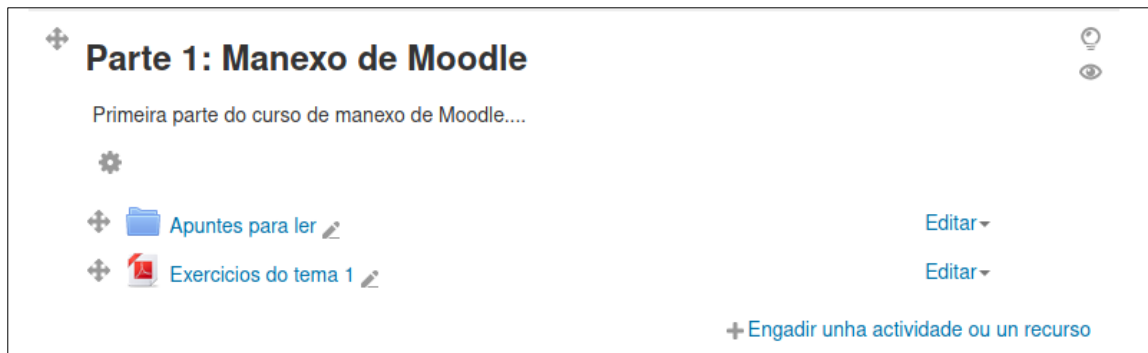 Parte 1: Manexo de Moodle
Primeira parte do curso de manexo de Moodle....
Apuntes para ler Editar
Exercicios do tema 1 Editar
Engadir unha actividade ou un recurso